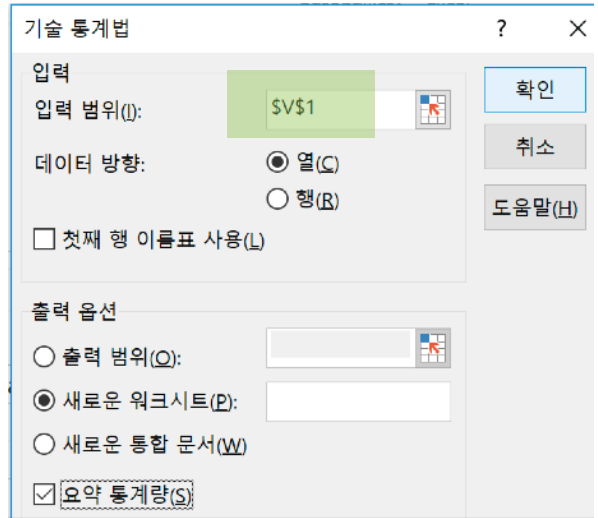 기술 통계법 ?
입력
입력 범위(I): $V$1
확인
데이터 방향: 열(C)
취소
행(R)
도움말(H)
첫째 행 이름표 사용(L)
출력 옵션
출력 범위(O):
새로운 워크시트(P):
새로운 통합 문서(W)
요약 통계량(S)